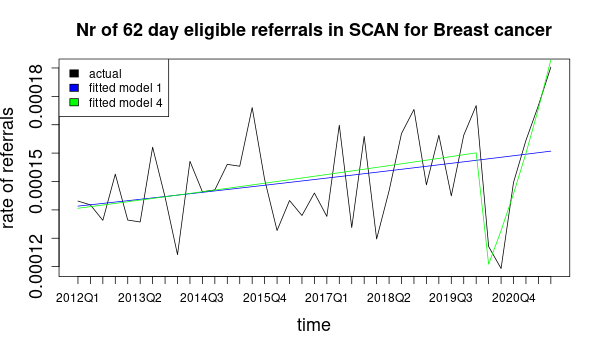 Nr of 62 day eligible referrals in SCAN for Breast cancer
actual
fitted model 1
fitted model 4
rate of referrals
0.00018
0.00015
0.00012
2012Q1 2013Q2 2014Q3 2015Q4 2017Q1 2018Q2 2019Q3 2020Q4
time